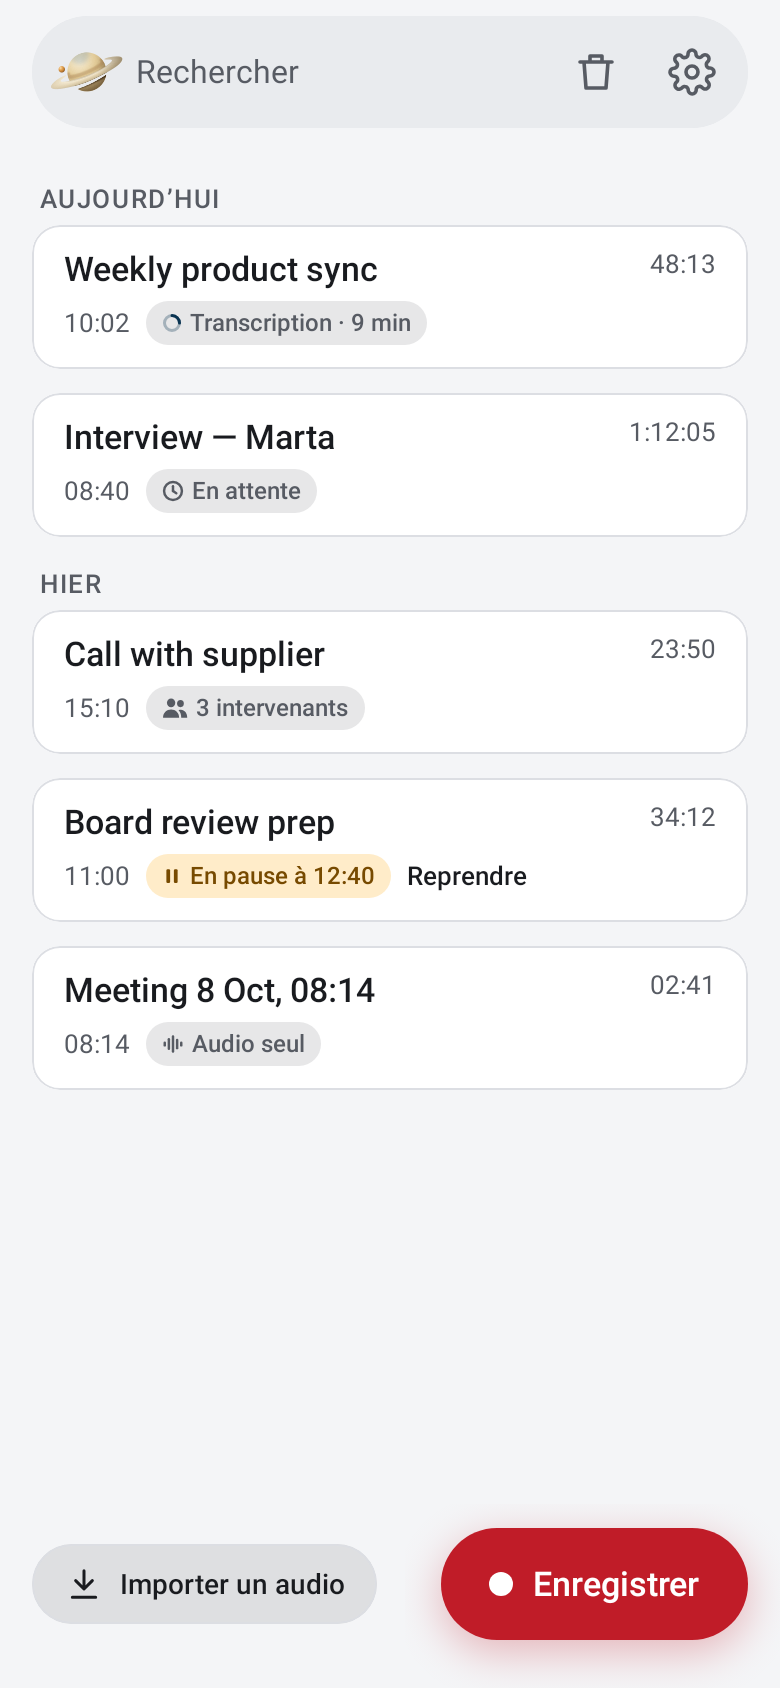 Rechercher
AUJOURD’HUI
Weekly product sync
48:13
10:02
Transcription · 9 min
Interview — Marta
1:12:05
08:40
En attente
HIER
Call with supplier
23:50
15:10
3 intervenants
Board review prep
34:12
11:00
En pause à 12:40
Reprendre
Meeting 8 Oct, 08:14
02:41
08:14
Audio seul
Importer un audio
Enregistrer